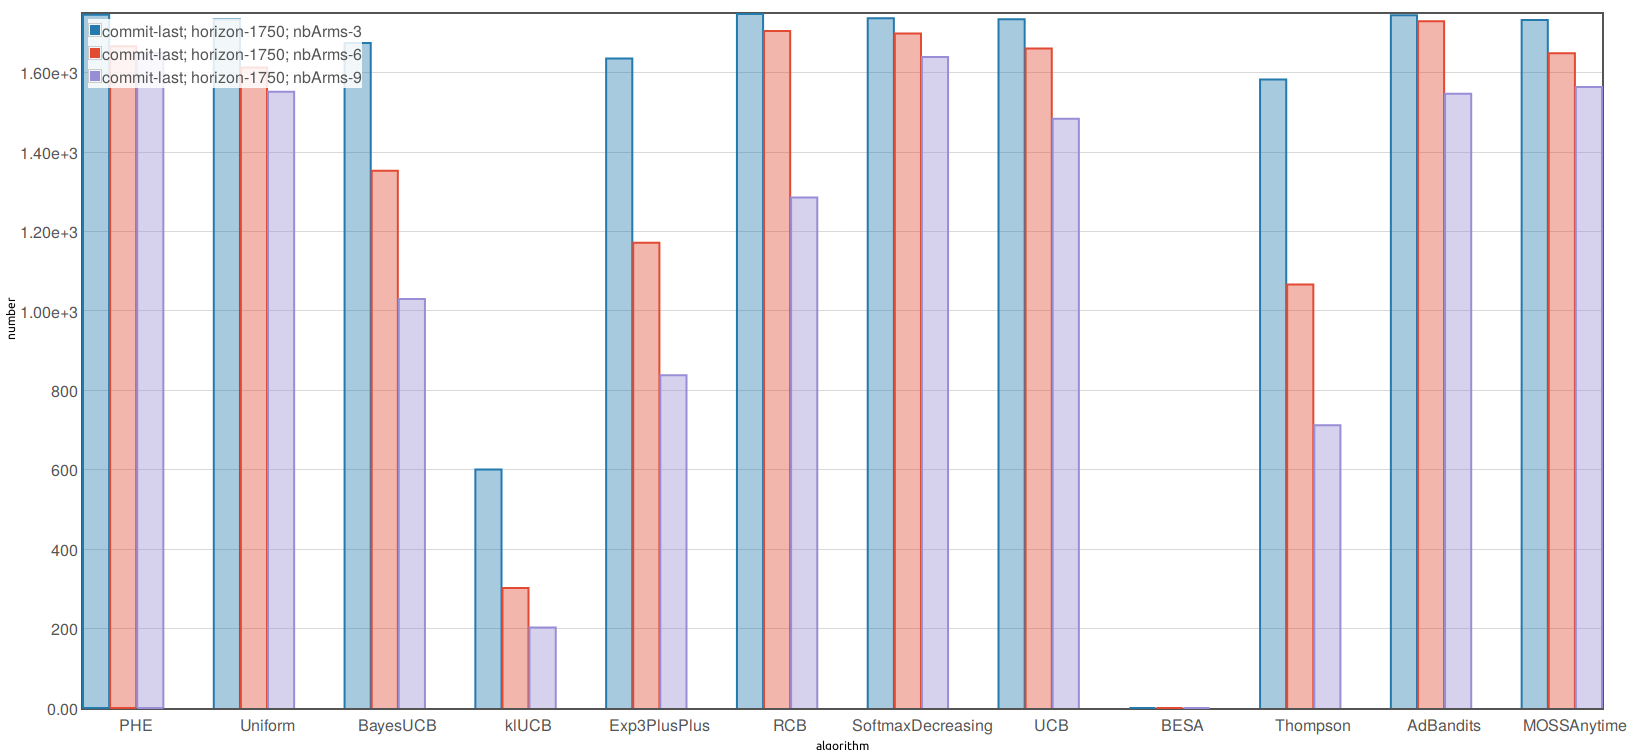 commit-last; horizon-1750; nbArms-3
commit-last; horizon-1750; nbArms-6
commit-last; horizon-1750; nbArms-9
1.60e+3
1.40e+3
1.20e+3
1.00e+3
800
600
400
200
0.00
number
PHE Uniform BayesUCB klUCB Exp3PlusPlus RCB SoftmaxDecreasing UCB BESA Thompson AdBandits MOSSAnytime
algorithm